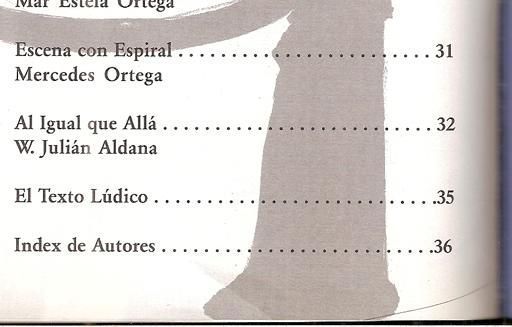 Mar Estela Ortega
Escena con Espiral......................31
Mercedes Ortega
Al Igual que Allá........................32
W. Julián Aldana
El Texto Lúdico.........................35
Index de Autores........................36